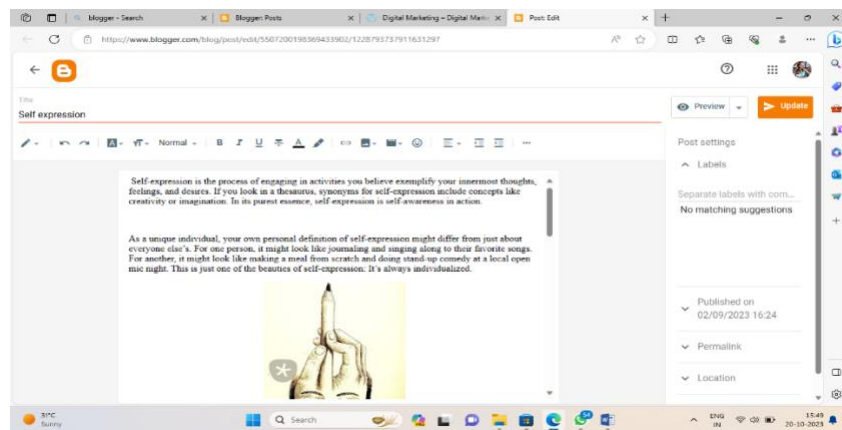 blogger - Search
Blogger: Posts
Digital Marketing – Digital Mark
Post: Edit
https://www.blogger.com/blog/post/edit/5507200198369433902/1228793737911631297
Title
Self expression
Preview
Update
Normal
B I U A
Post settings
Labels
Separate labels with com...
No matching suggestions
Self-expression is the process of engaging in activities you believe exemplify your innermost thoughts,
feelings, and desires. If you look in a thesaurus, synonyms for self-expression include concepts like
creativity or imagination. In its purest essence, self-expression is self-awareness in action.
As a unique individual, your own personal definition of self-expression might differ from just about
everyone else's. For one person, it might look like journaling and singing along to their favorite songs.
For another, it might look like making a meal from scratch and doing stand-up comedy at a local open
mic night. This is just one of the beauties of self-expression: It's always individualized.
Published on
02/09/2023 16:24
Permalink
Location
31°C
Sunny
Search
ENG
IN
15:49
20-10-2023